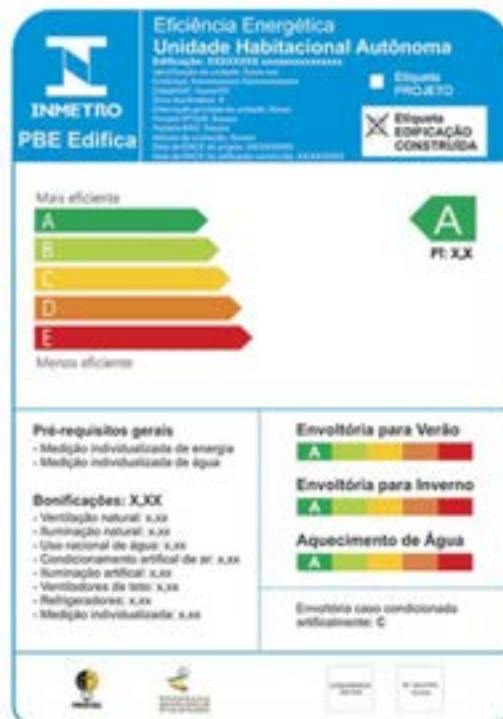 Eficiência Energética
Unidade Habitacional Autônoma
Edificação: XXXXXXXX
INMETRO
PBE Edifica
Etiqueta
PROJETO
Etiqueta
EDIFICAÇÃO
CONSTRUÍDA
Mais eficiente
A
B
C
D
E
Menos eficiente
A
PT: X,X
Pré-requisitos gerais
- Medição individualizada de energia
- Medição individualizada de água
Bonificações: X,XX
- Ventilação natural: x,xx
- Iluminação natural: x,xx
- Uso racional de água: x,xx
- Condicionamento artificial de ar: x,xx
- Iluminação artificial: x,xx
- Ventiladores de teto: x,xx
- Refrigeradores: x,xx
- Medição individualizada: x,xx
Envoltória para Verão
A
Envoltória para Inverno
A
Aquecimento de Água
A
Envoltória caso condicionada
artificialmente: C